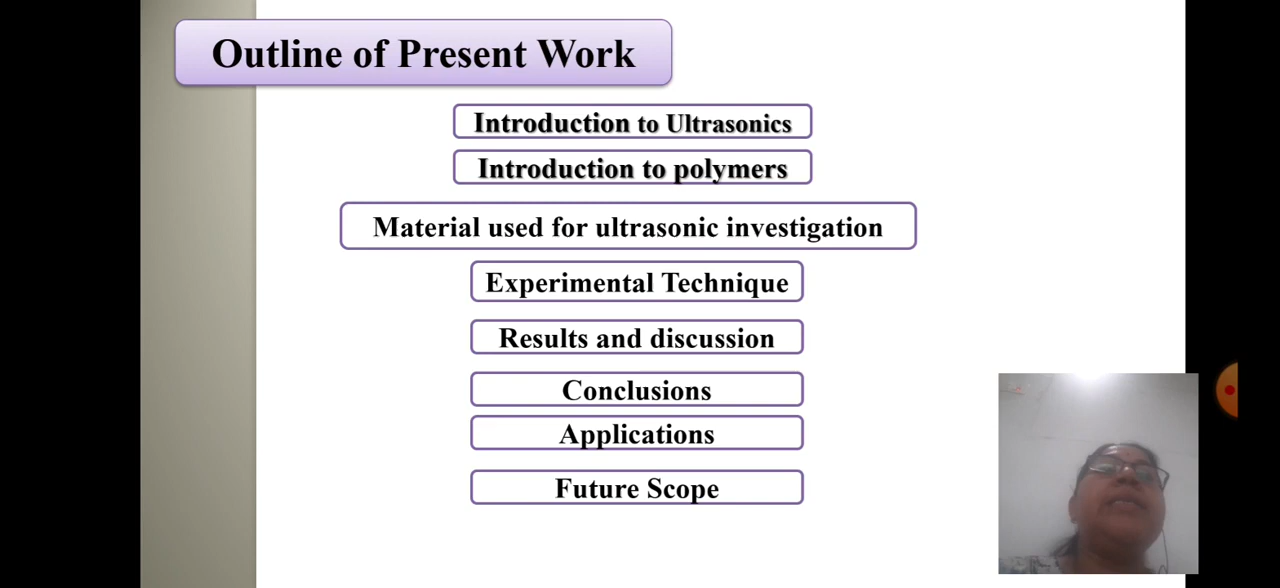 Outline of Present Work
Introduction to Ultrasonics
Introduction to polymers
Material used for ultrasonic investigation
Experimental Technique
Results and discussion
Conclusions
Applications
Future Scope